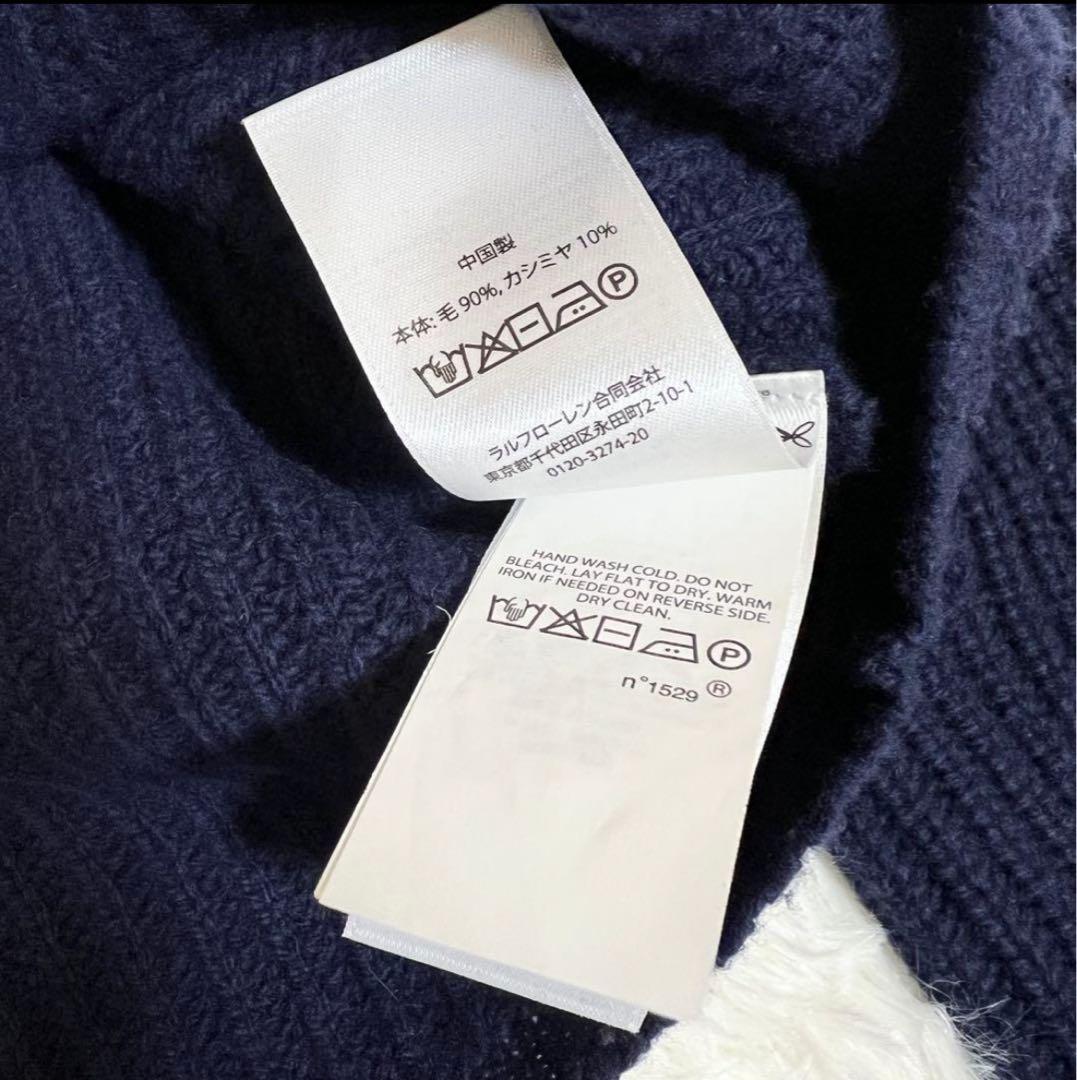 中国製
本体: 毛 90%, カシミヤ 10%
P
ラルフローレン合同会社
東京都千代田区永田町2-10-1
0120-3274-20
HAND WASH COLD. DO NOT
BLEACH. LAY FLAT TO DRY. WARM
IRON IF NEEDED ON REVERSE SIDE.
DRY CLEAN.
P
n°1529 ®